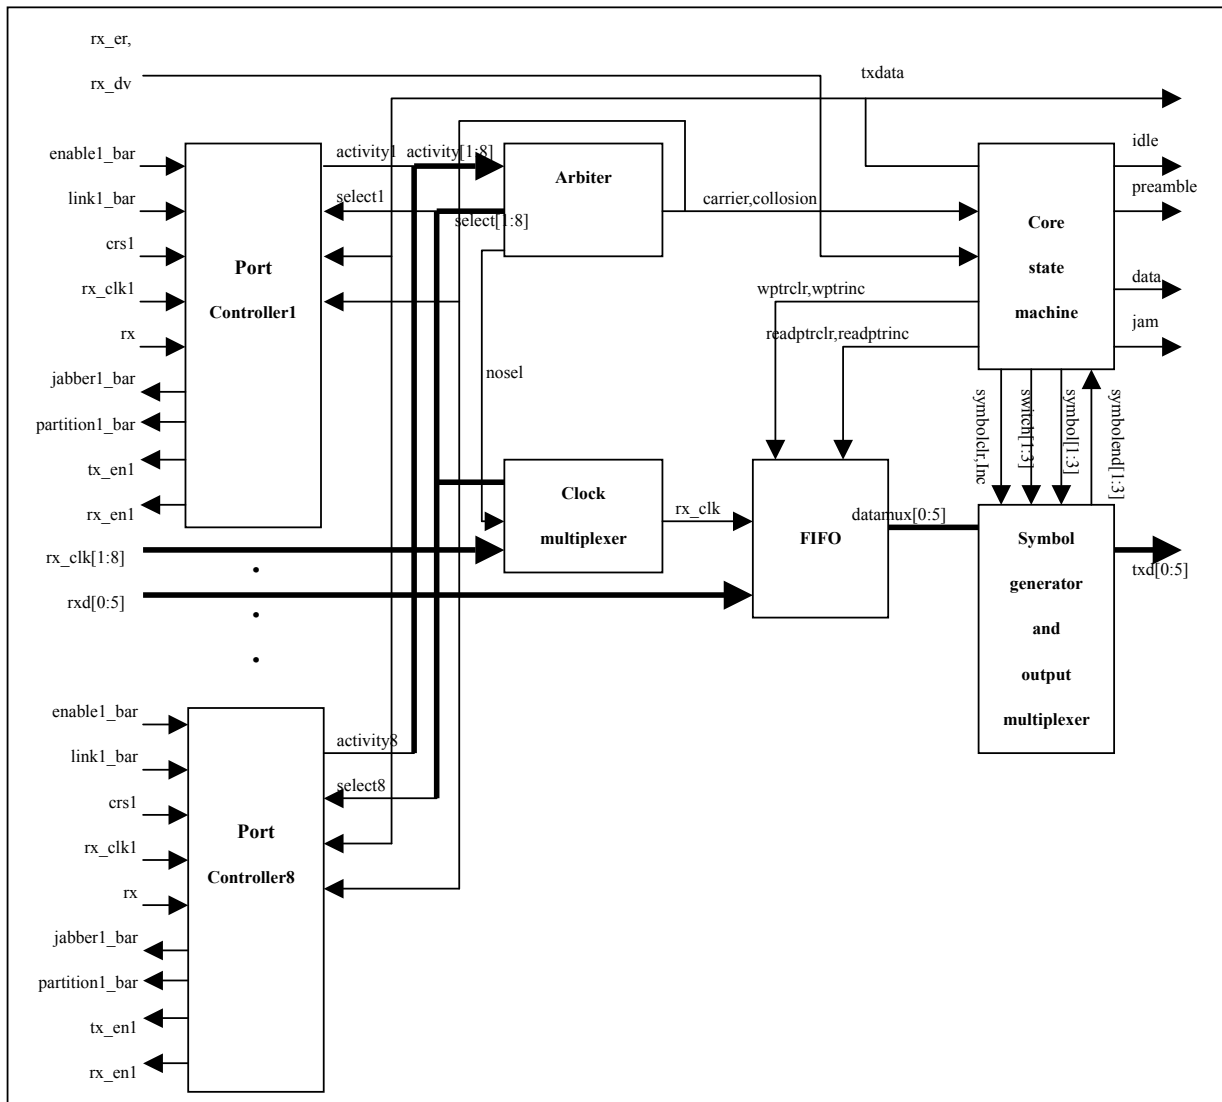 rx_er,
rx_dv
txdata
idle
preamble
data
jam
enable1_bar
link1_bar
crs1
rx_clk1
rx
jabber1_bar
partition1_bar
tx_en1
rx_en1
Port
Controller1
activity1
activity[1:8]
select1
select[1:8]
Arbiter
carrier,collosion
Core
state
machine
wptrclr,wptrinc
readptrclr,readptrinc
nosel
symbolclr,Inc
switch[1:3]
symbol[1:3]
symbolend[1:3]
rx_clk[1:8]
rxd[0:5]
Clock
multiplexer
rx_clk
FIFO
datamux[0:5]
Symbol
generator
and
output
multiplexer
txd[0:5]
enable1_bar
link1_bar
crs1
rx_clk1
rx
jabber1_bar
partition1_bar
tx_en1
rx_en1
Port
Controller8
activity8
select8